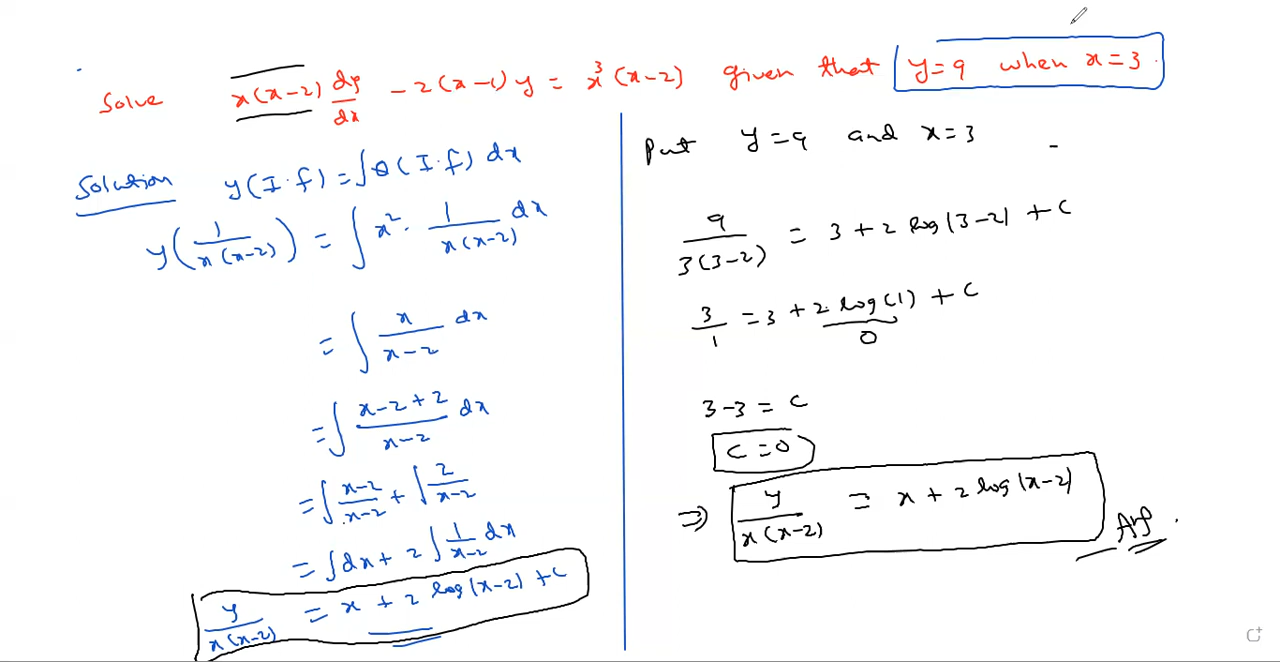 Solve x(x-2) dy/dx - 2(x-1)y = x³(x-2) given that y=9 when x=3.
Solution y(I.f) = ∫Q(I.f) dx
y(1/x(x-2)) = ∫x². 1/x(x-2) dx
= ∫ x/x-2 dx
= ∫ x-2+2/x-2 dx
= ∫ x-2/x-2 + ∫ 2/x-2
= ∫dx + 2∫ 1/x-2 dx
y/x(x-2) = x + 2 log(x-2) + C
Put y=9 and x=3
9/3(3-2) = 3 + 2 log(3-2) + C
3/1 = 3 + 2 log(1) + C
0
3-3 = C
C=0
⇒ y/x(x-2) = x + 2 log(x-2)
Ans.